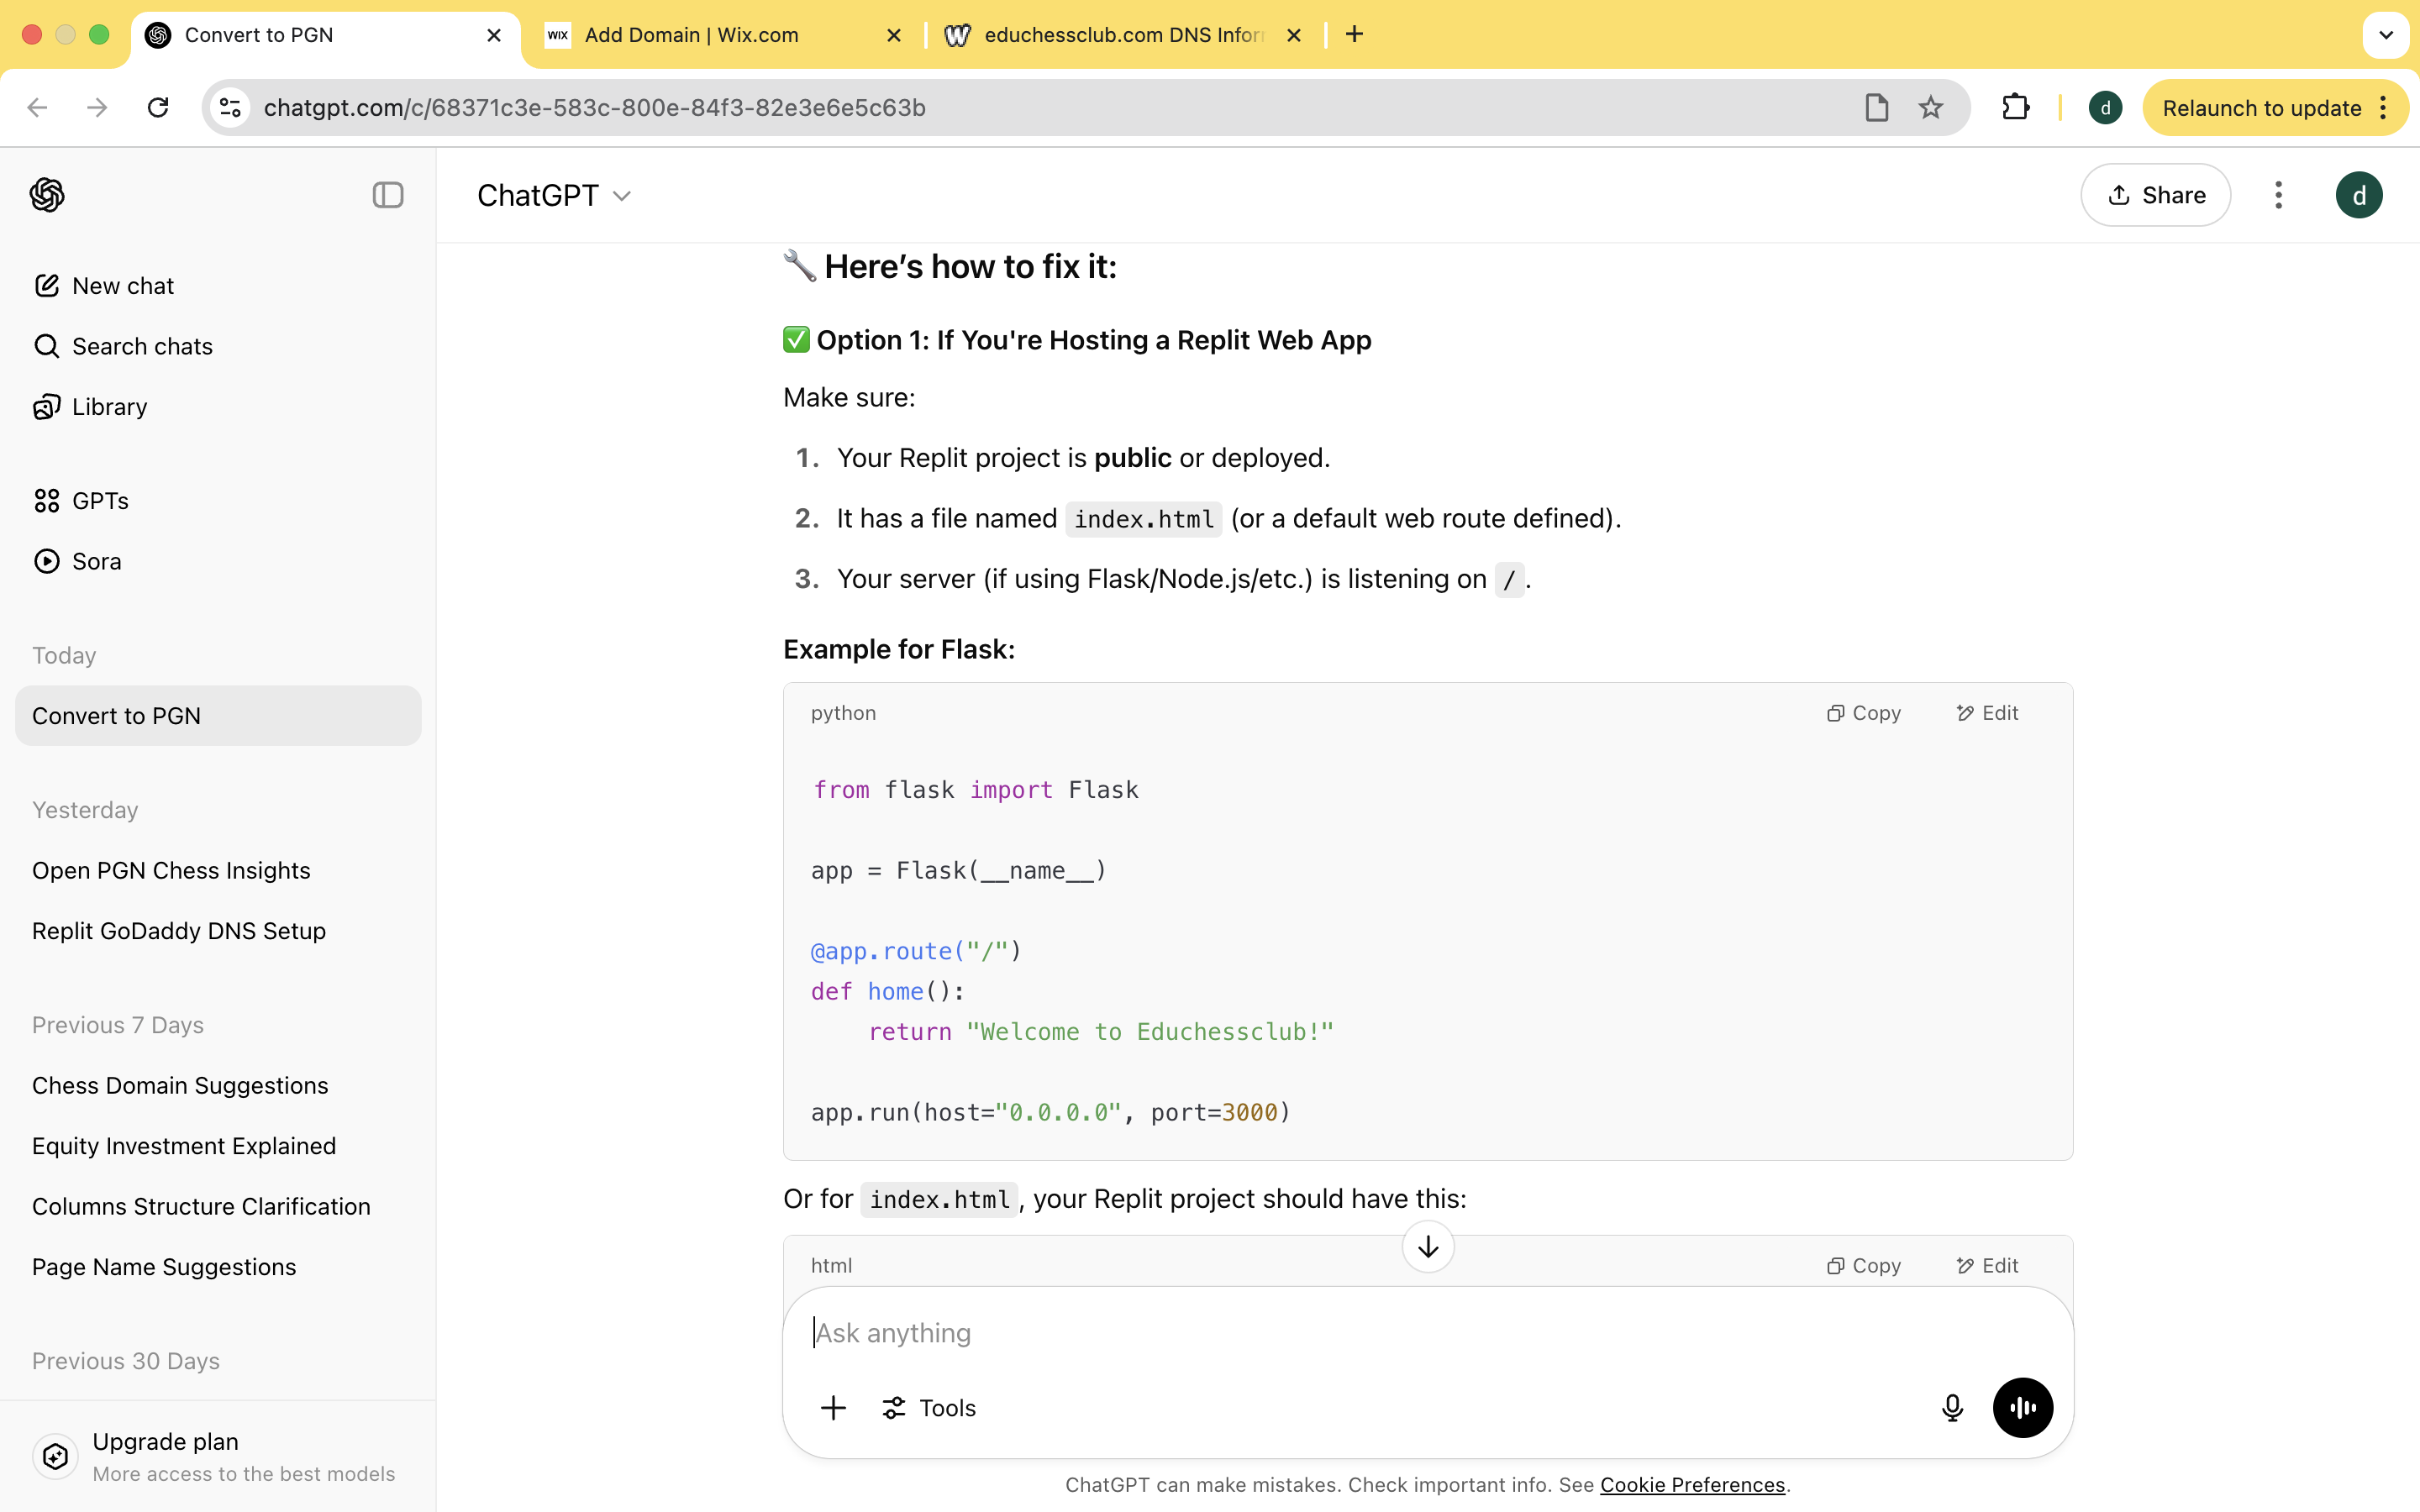 Convert to PGN
WIX Add Domain | Wix.com
W educhessclub.com DNS Infor
chatgpt.com/c/68371c3e-583c-800e-84f3-82e3e6e5c63b
d
Relaunch to update
ChatGPT
Share
d
New chat
Search chats
Library
GPTs
Sora
Today
Convert to PGN
Yesterday
Open PGN Chess Insights
Replit GoDaddy DNS Setup
Previous 7 Days
Chess Domain Suggestions
Equity Investment Explained
Columns Structure Clarification
Page Name Suggestions
Previous 30 Days
Upgrade plan
More access to the best models
Here’s how to fix it:
Option 1: If You're Hosting a Replit Web App
Make sure:
1. Your Replit project is public or deployed.
2. It has a file named index.html (or a default web route defined).
3. Your server (if using Flask/Node.js/etc.) is listening on /.
Example for Flask:
python
Copy
Edit
from flask import Flask
app = Flask(__name__)
@app.route("/")
def home():
    return "Welcome to Educhessclub!"
app.run(host="0.0.0.0", port=3000)
Or for index.html, your Replit project should have this:
html
Copy
Edit
Ask anything
Tools
ChatGPT can make mistakes. Check important info. See Cookie Preferences.